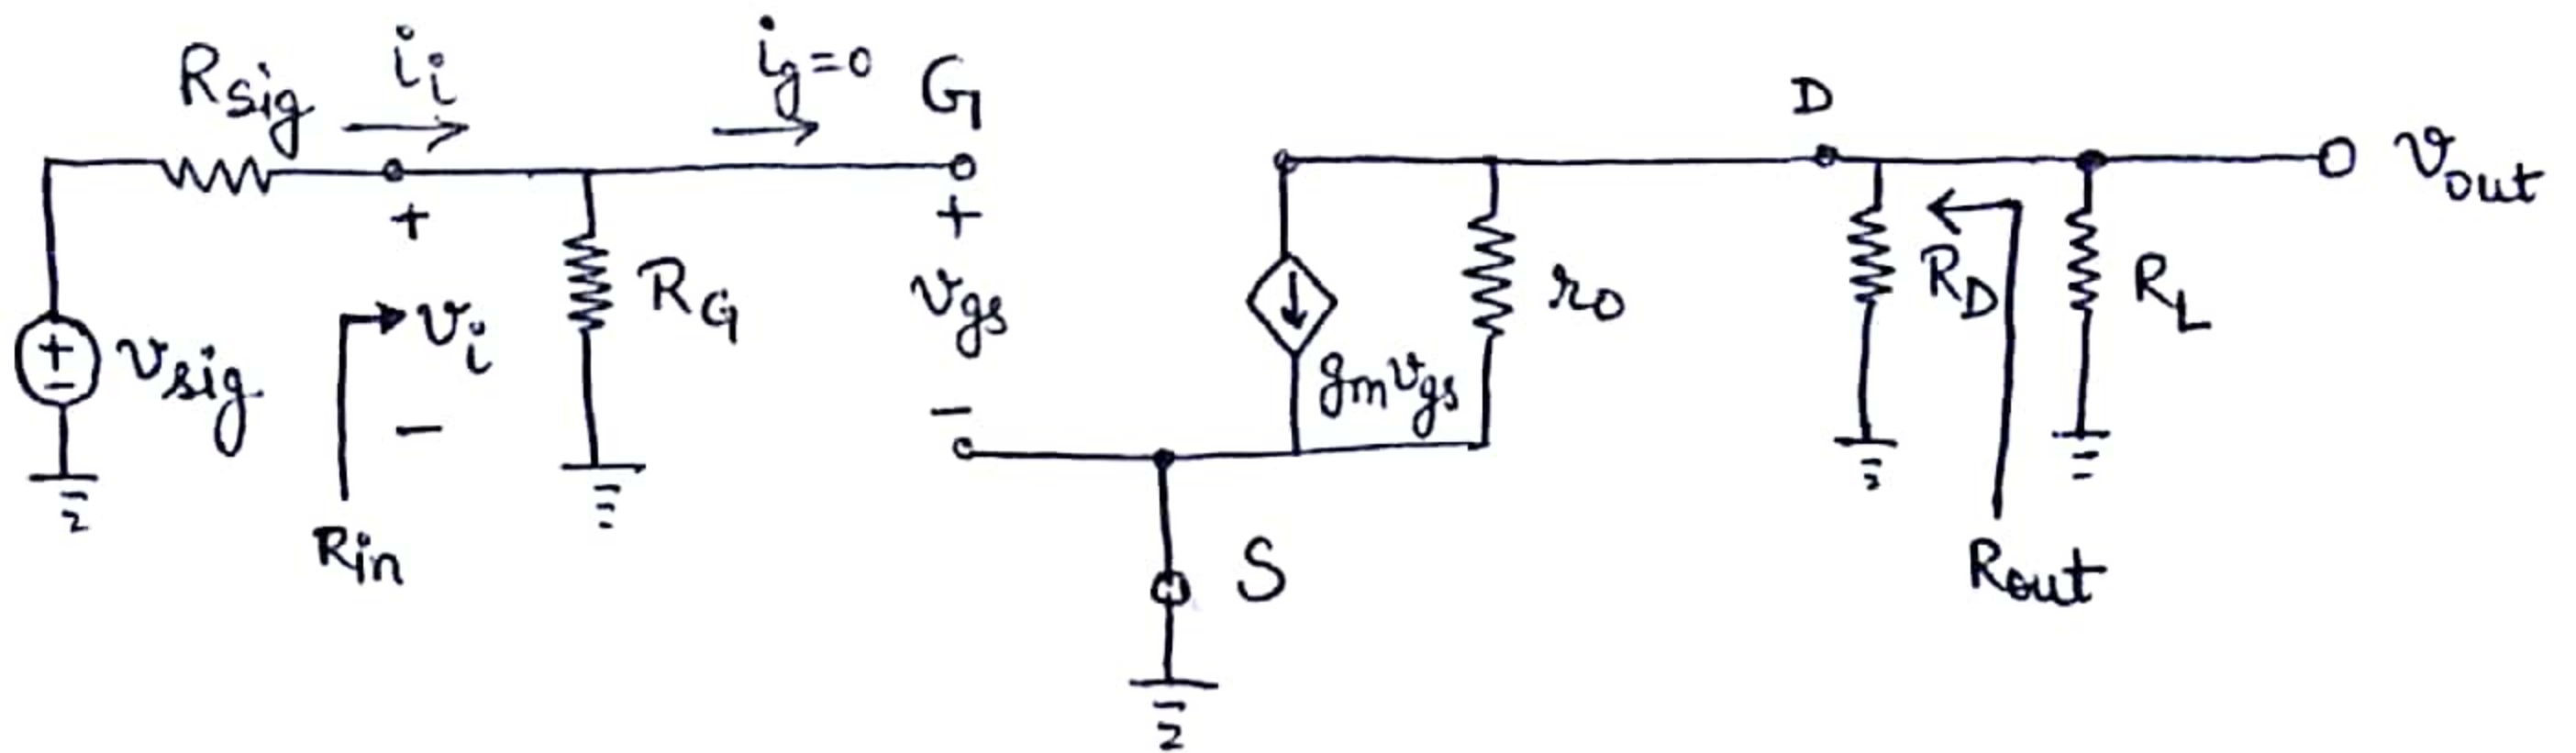 Rsig
ii
ig=0
G
D
vout
+
+
vsig
+
-
vi
-
Rin
RG
vgs
-
gmvgs
ro
RD
RL
Rout
S